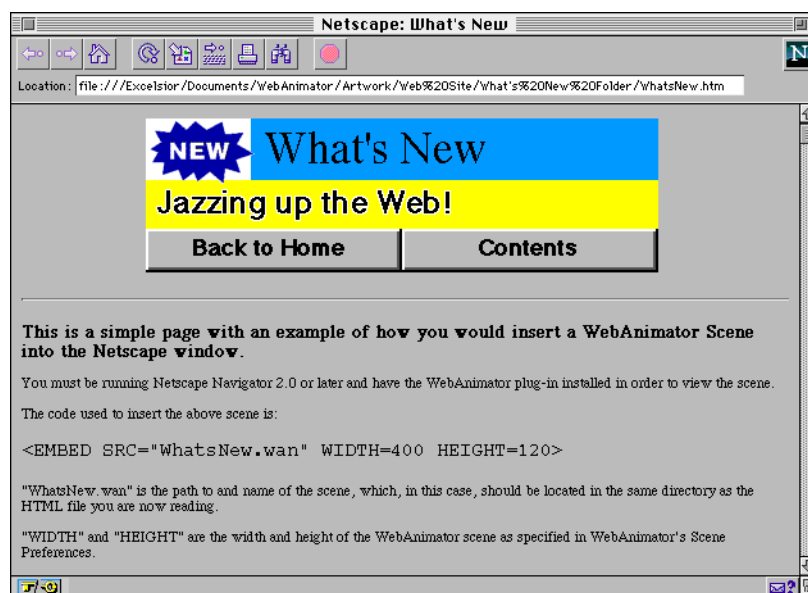 Netscape: What's New
N
Location: file:///Excelsior/Documents/WebAnimator/Artwork/Web%20Site/What's%20New%20Folder/WhatsNew.htm
NEW What's New
Jazzing up the Web!
Back to Home Contents
This is a simple page with an example of how you would insert a WebAnimator Scene
into the Netscape window.
You must be running Netscape Navigator 2.0 or later and have the WebAnimator plug-in installed in order to view the scene.
The code used to insert the above scene is:
<EMBED SRC="WhatsNew.wan" WIDTH=400 HEIGHT=120>
"WhatsNew.wan" is the path to and name of the scene, which, in this case, should be located in the same directory as the
HTML file you are now reading.
"WIDTH" and "HEIGHT" are the width and height of the WebAnimator scene as specified in WebAnimator's Scene
Preferences.
?